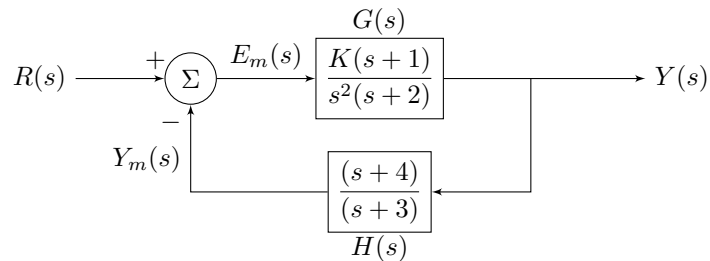 G(s)
R(s) + Σ E_m(s) K(s + 1) / s^2(s + 2) Y(s)
−
Y_m(s) (s + 4) / (s + 3)
H(s)